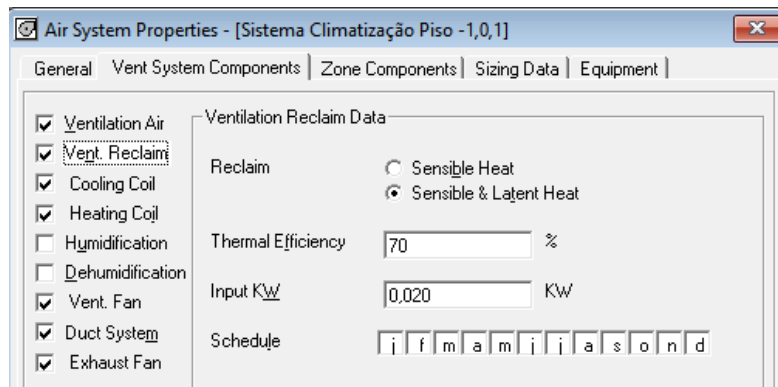 Air System Properties - [Sistema Climatização Piso -1,0,1]
General Vent System Components Zone Components Sizing Data Equipment
Ventilation Air
Vent. Reclaim
Cooling Coil
Heating Coil
Humidification
Dehumidification
Vent. Fan
Duct System
Exhaust Fan
Ventilation Reclaim Data
Reclaim Sensible Heat
Sensible & Latent Heat
Thermal Efficiency 70 %
Input KW 0,020 KW
Schedule j f m a m j j a s o n d